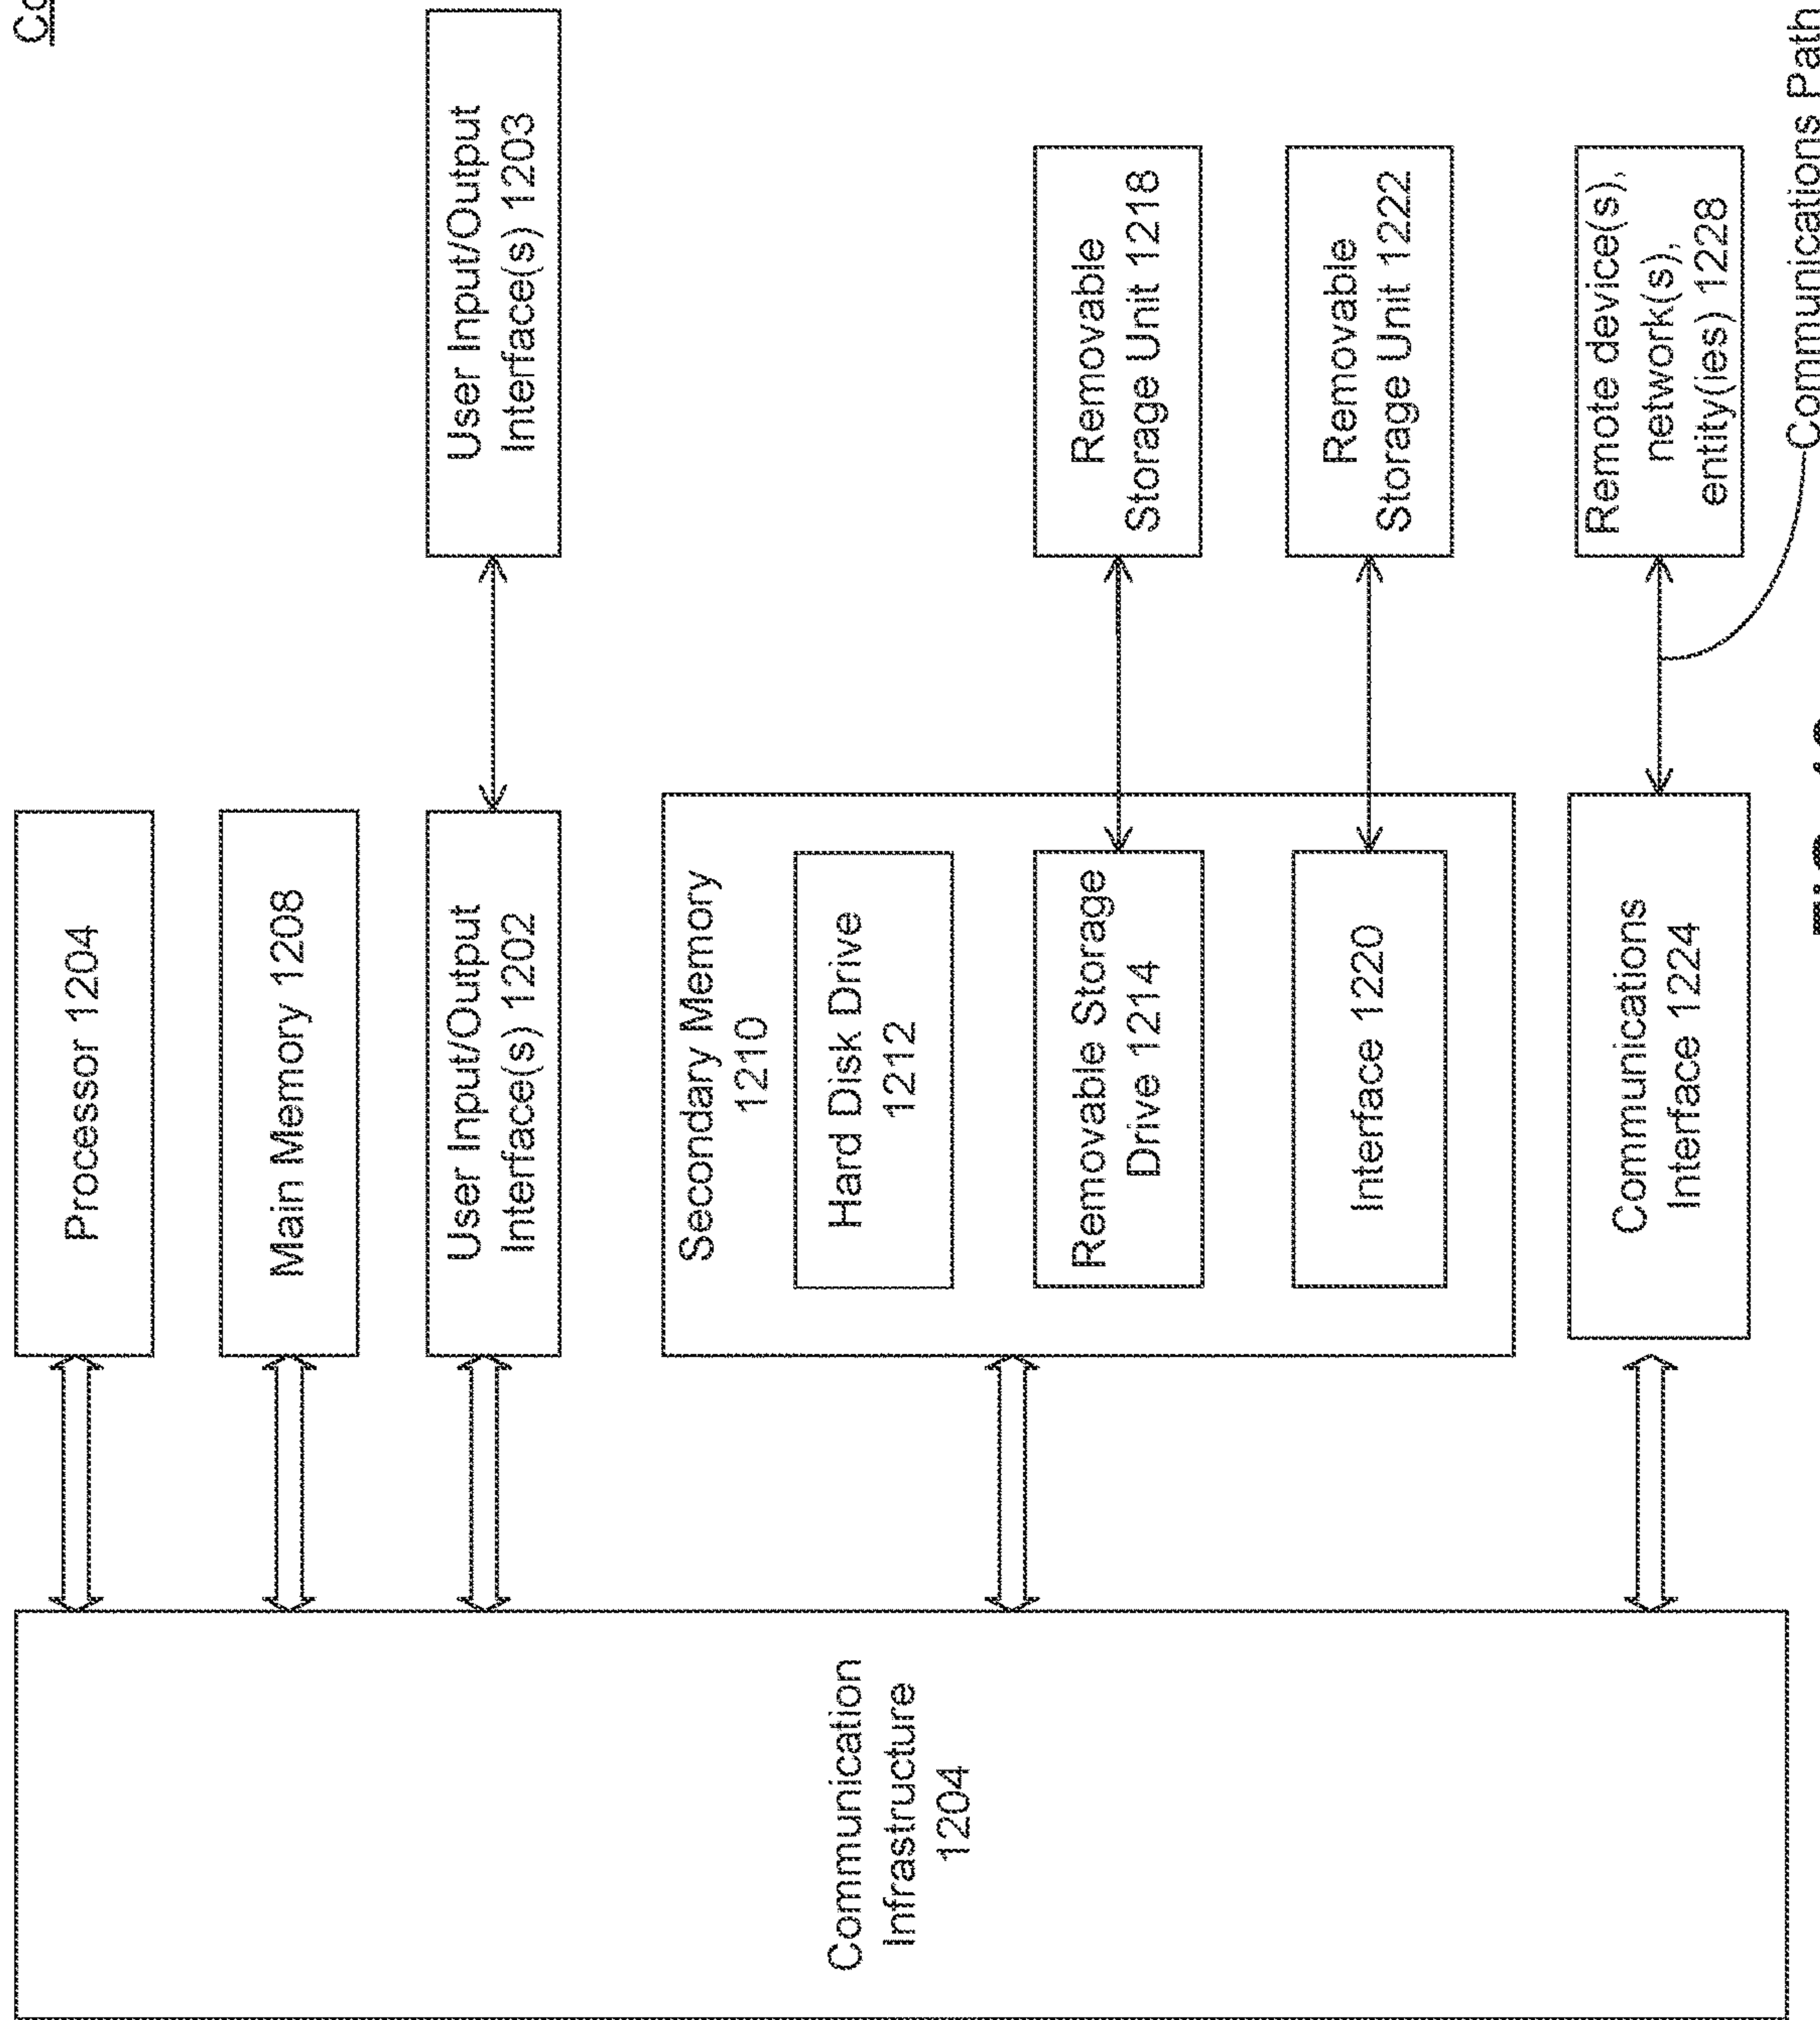 Processor 1204
Main Memory 1208
User Input/Output
Interface(s) 1202
User Input/Output
Interface(s) 1203
Communication
Infrastructure
1204
Secondary Memory
1210
Hard Disk Drive
1212
Removable Storage
Drive 1214
Removable
Storage Unit 1218
Interface 1220
Removable
Storage Unit 1222
Communications
Interface 1224
Remote device(s),
network(s),
entity(ies) 1228
Communications Path